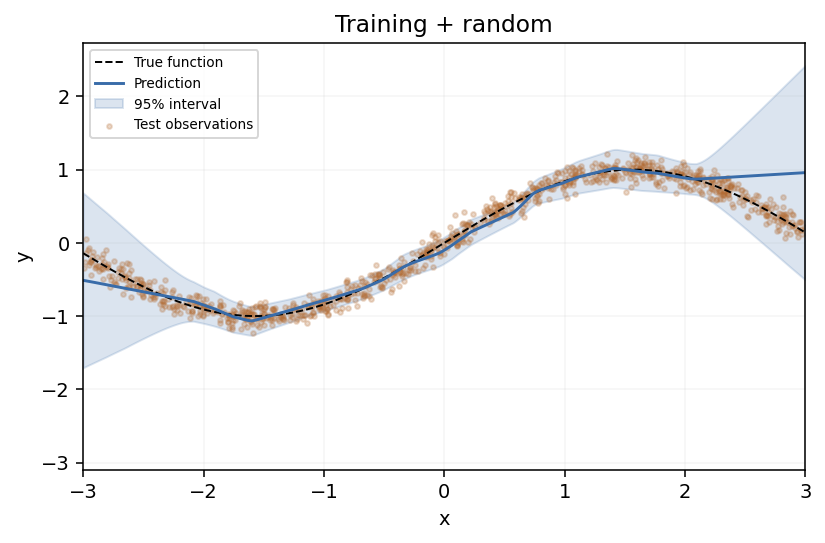 Training + random
True function
Prediction
95% interval
Test observations
2
1
0
−1
−2
−3
y
−3 −2 −1 0 1 2 3
x